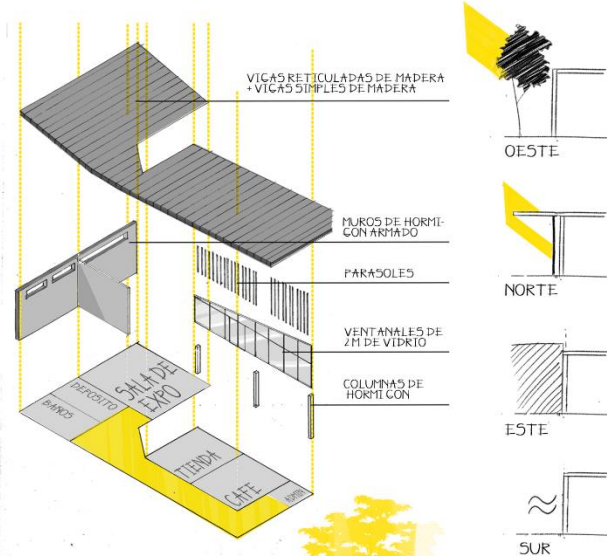 VIGAS RETICULADAS DE MADERA
+ VIGAS SIMPLES DE MADERA
MUROS DE HORMI-
GON ARMADO
PARASOLES
VENTANALES DE
2M DE VIDRIO
COLUMNAS DE
HORMIGON
BAÑOS
DEPOSITO
SALA DE
EXPO
TIENDA
CAFE
OESTE
NORTE
ESTE
SUR